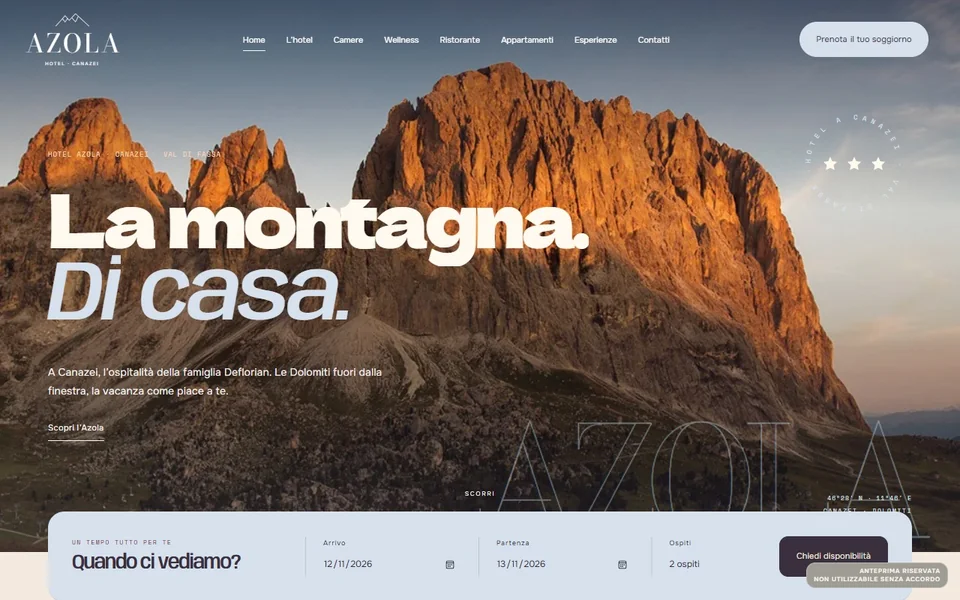 AZOLA
HOTEL · CANAZEI
Home
L'hotel
Camere
Wellness
Ristorante
Appartamenti
Esperienze
Contatti
Prenota il tuo soggiorno
HOTEL A CANAZEI
HOTEL AZOLA · CANAZEI · VAL DI FASSA
La montagna.
Di casa.
A Canazei, l'ospitalità della famiglia Deflorian. Le Dolomiti fuori dalla
finestra, la vacanza come piace a te.
Scopri l'Azola
AZOLA
SCORRI
46°28' N · 11°46' E
CANAZEI · DOLOMITI
UN TEMPO TUTTO PER TE
Quando ci vediamo?
Arrivo
12/11/2026
Partenza
13/11/2026
Ospiti
2 ospiti
Chiedi disponibilità
ANTEPRIMA RISERVATA
NON UTILIZZABILE SENZA ACCORDO